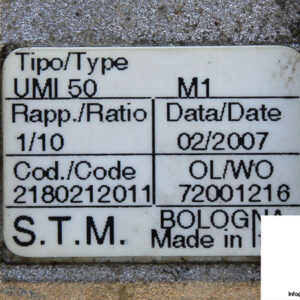 Tipo/Type
UMI 50 M1
Rapp./Ratio Data/Date
1/10 02/2007
Cod./Code OL/WO
2180212011 72001216
S.T.M. BOLOGNA
Made in